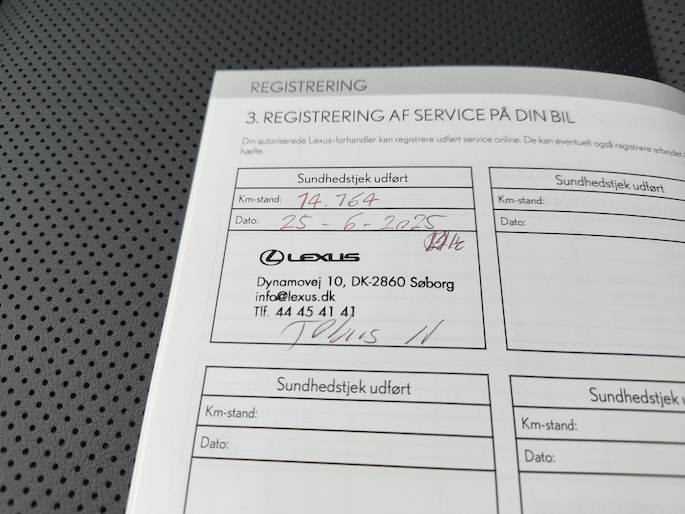 REGISTRERING
3. REGISTRERING AF SERVICE PÅ DIN BIL
Din autoriserede Lexus-forhandler kan registrere udført service online. De kan eventuelt også registrere arbejdet
hæfte.
Sundhedstjek udført
Km-stand: 14.764
Dato: 25-6-2025
LEXUS
Dynamovej 10, DK-2860 Søborg
info@lexus.dk
Tlf. 44 45 41 41
Tobias N
Sundhedstjek udført
Km-stand:
Dato:
Sundhedstjek udført
Km-stand:
Dato:
Sundhedstjek
Km-stand:
Dato: